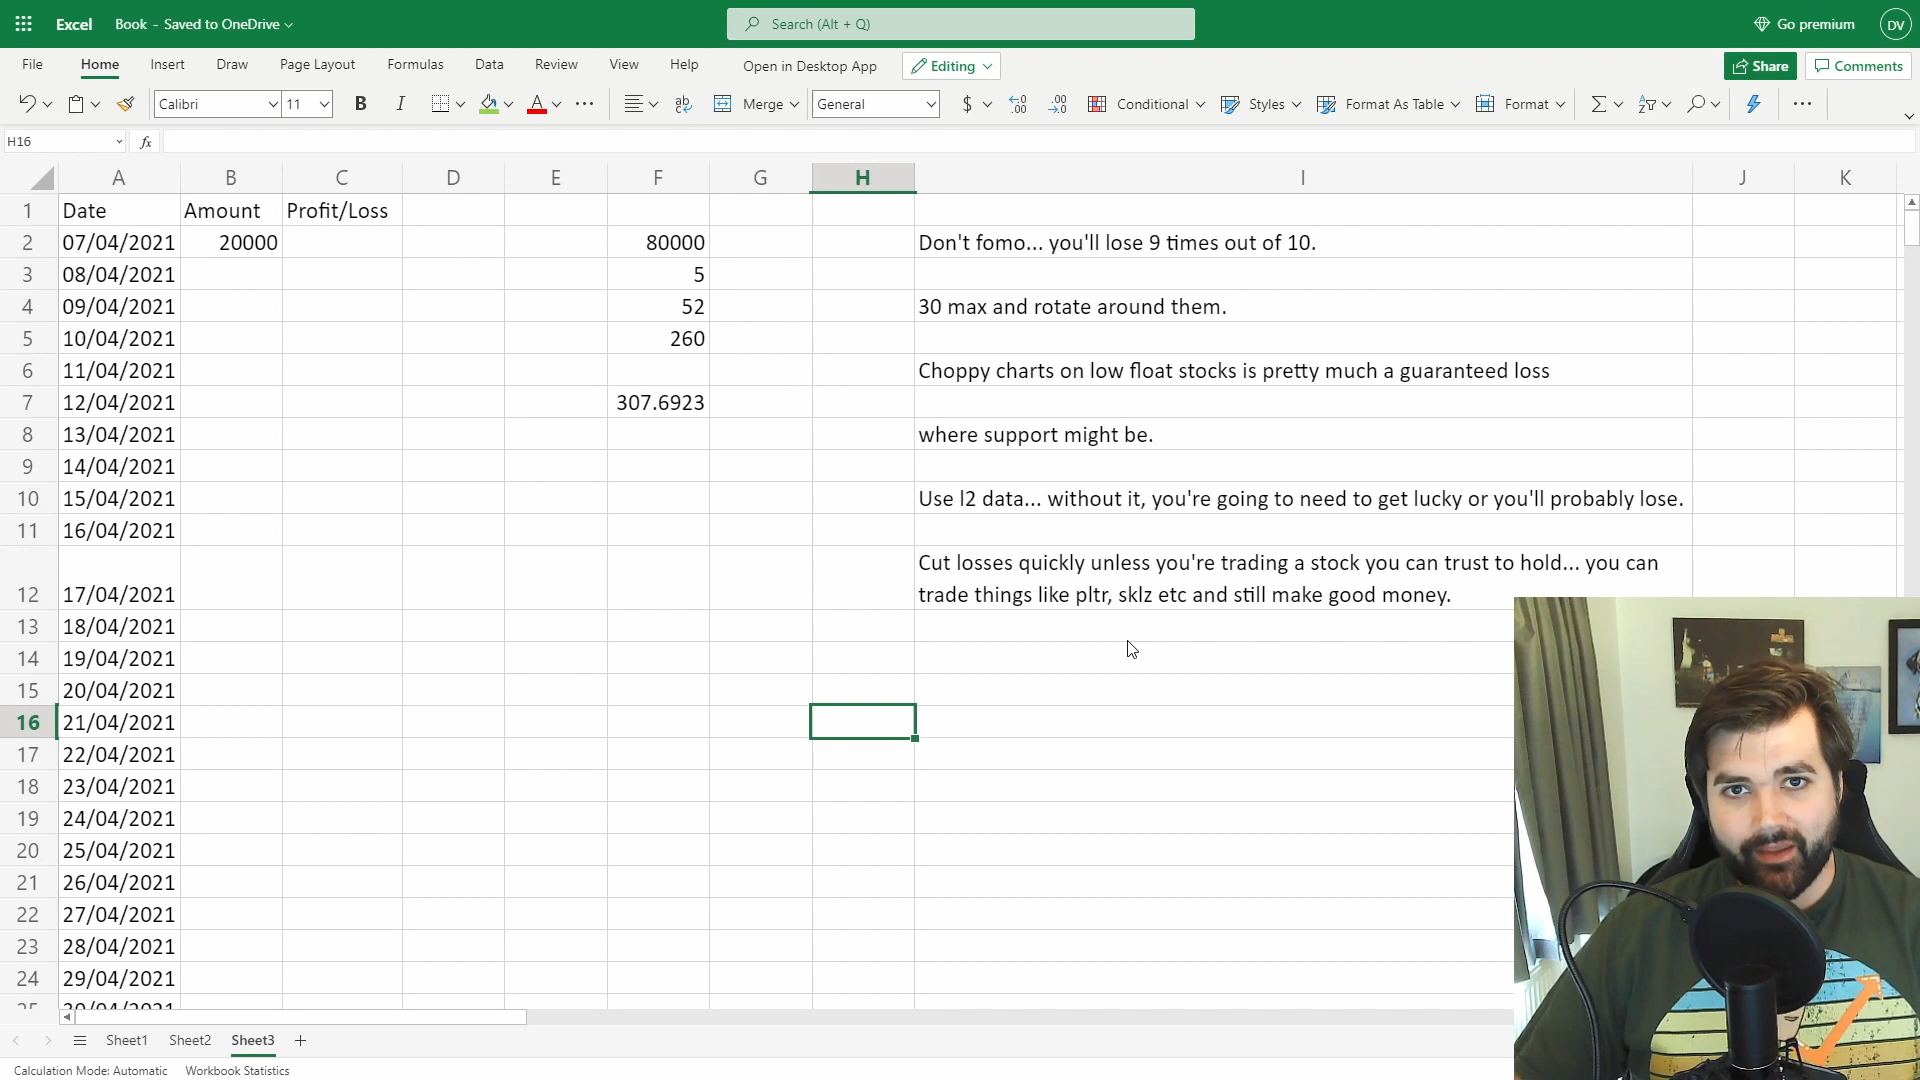 Excel Book - Saved to OneDrive Search (Alt + Q) Go premium DV
File Home Insert Draw Page Layout Formulas Data Review View Help Open in Desktop App Editing Share Comments
Calibri 11 B I A ab Merge General $ Conditional Styles Format As Table Format
H16 fx
A B C D E F G H I J K
1 Date Amount Profit/Loss
2 07/04/2021 20000 80000 Don't fomo... you'll lose 9 times out of 10.
3 08/04/2021 5
4 09/04/2021 52 30 max and rotate around them.
5 10/04/2021 260
6 11/04/2021 Choppy charts on low float stocks is pretty much a guaranteed loss
7 12/04/2021 307.6923
8 13/04/2021 where support might be.
9 14/04/2021
10 15/04/2021 Use l2 data... without it, you're going to need to get lucky or you'll probably lose.
11 16/04/2021
Cut losses quickly unless you're trading a stock you can trust to hold... you can
12 17/04/2021 trade things like pltr, sklz etc and still make good money.
13 18/04/2021
14 19/04/2021
15 20/04/2021
16 21/04/2021
17 22/04/2021
18 23/04/2021
19 24/04/2021
20 25/04/2021
21 26/04/2021
22 27/04/2021
23 28/04/2021
24 29/04/2021
Sheet1 Sheet2 Sheet3
Calculation Mode: Automatic Workbook Statistics